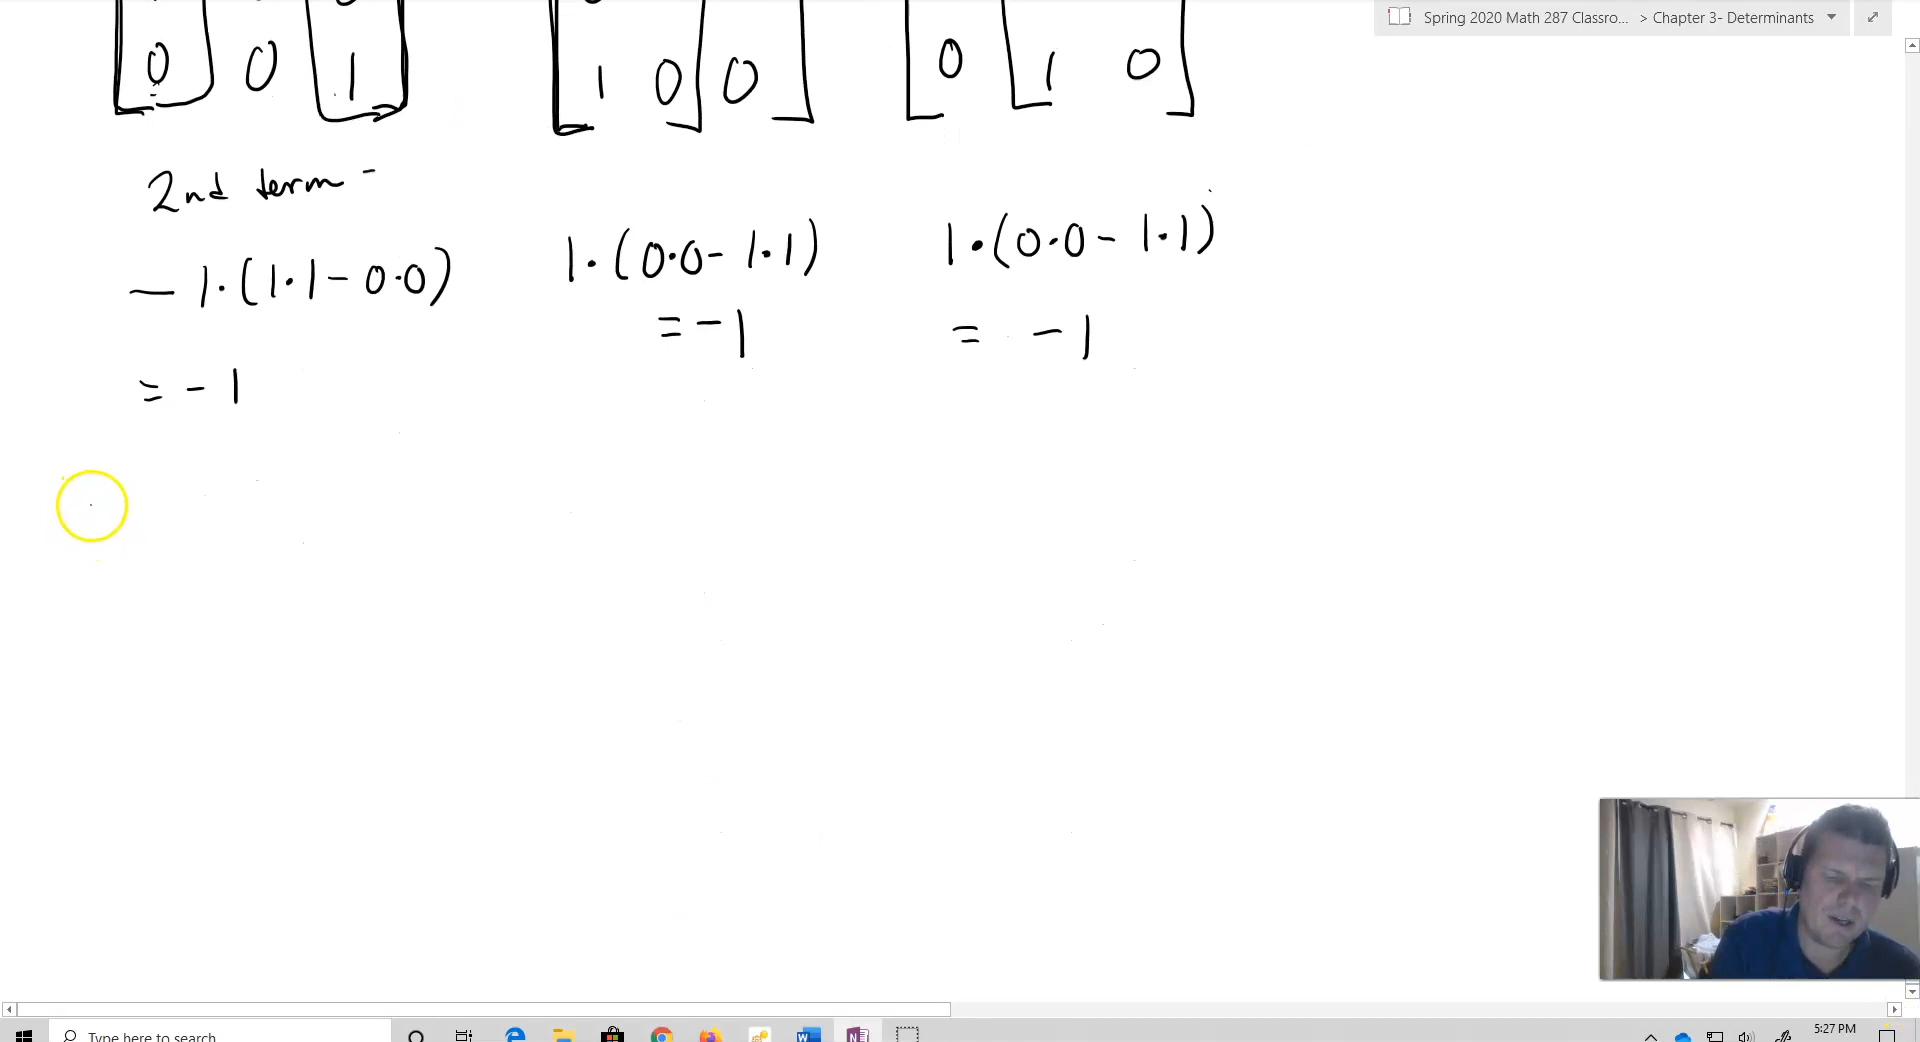 Spring 2020 Math 287 Classro... > Chapter 3- Determinants
0 0 1
1 0 0
0 1 0
2nd term -
- 1·(1·1 - 0·0)
= - 1
1·(0·0 - 1·1)
= - 1
1·(0·0 - 1·1)
= - 1
Type here to search
5:27 PM